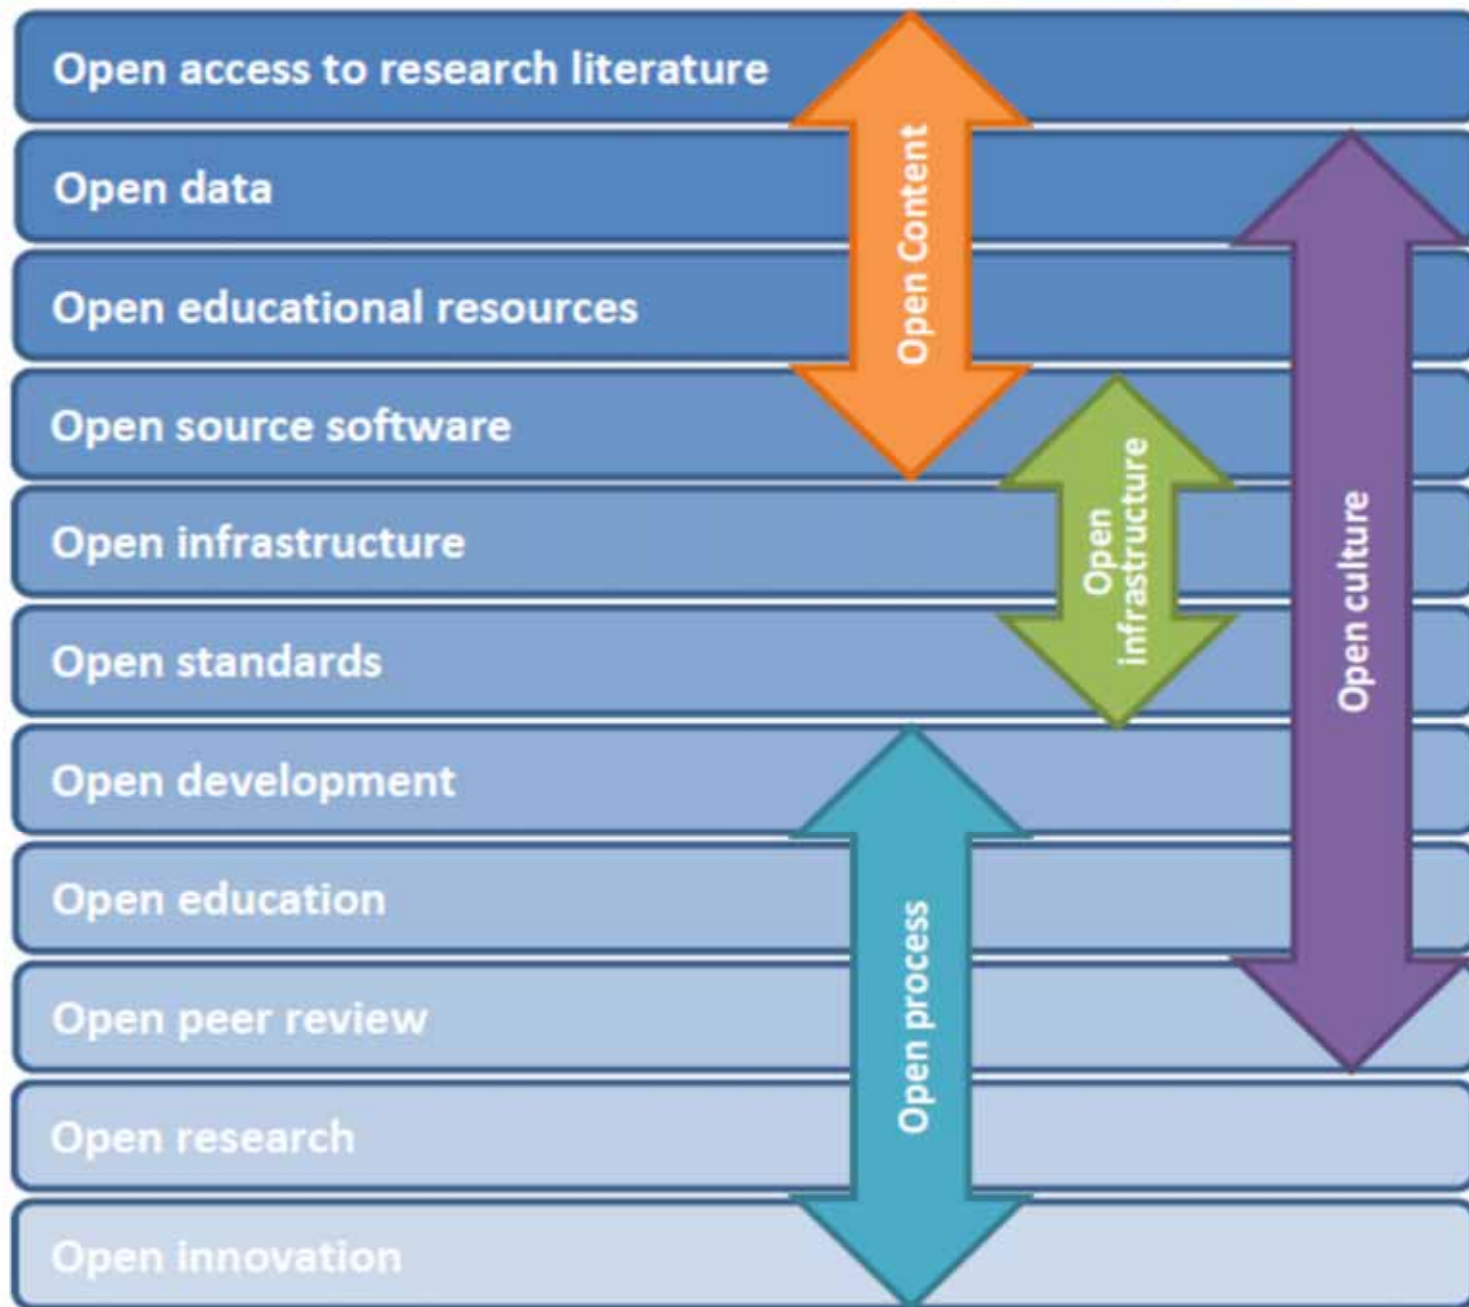 Open access to research literature
Open data
Open educational resources
Open source software
Open infrastructure
Open standards
Open development
Open education
Open peer review
Open research
Open innovation
Open Content
Open
infrastructure
Open culture
Open process